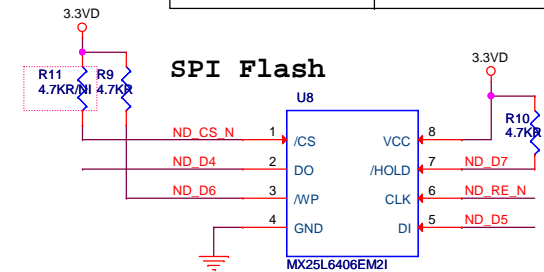 3.3VD
SPI Flash
3.3VD
R11
4.7KR/NI
R9
4.7KR
U8
R10
4.7KR
ND_CS_N 1 /CS VCC 8
ND_D4 2 DO /HOLD 7 ND_D7
ND_D6 3 /WP CLK 6 ND_RE_N
4 GND DI 5 ND_D5
MX25L6406EM2I